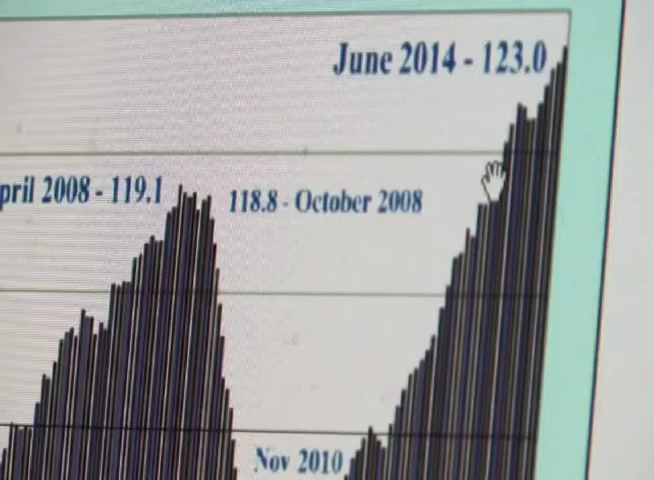 June 2014 - 123.0
pril 2008 - 119.1
118.8 - October 2008
Nov 2010